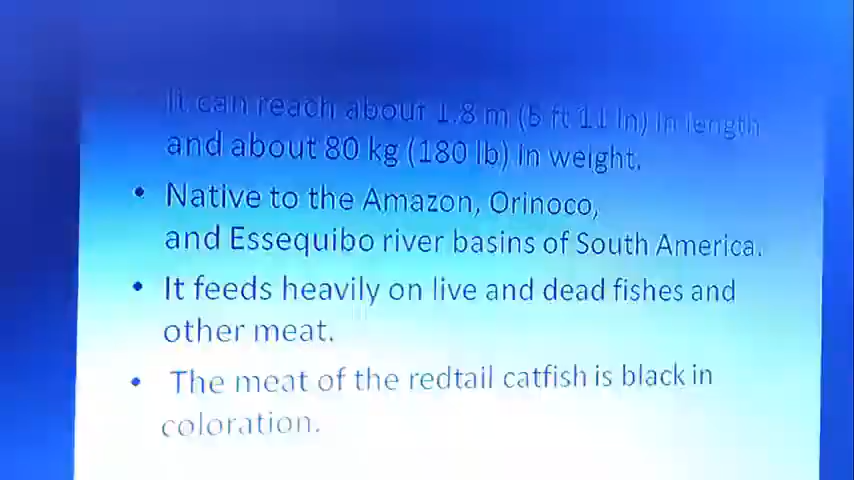 It can reach about 1.8 m (5 ft 11 in) in length
and about 80 kg (180 lb) in weight.
• Native to the Amazon, Orinoco,
and Essequibo river basins of South America.
• It feeds heavily on live and dead fishes and
other meat.
• The meat of the redtail catfish is black in
coloration.